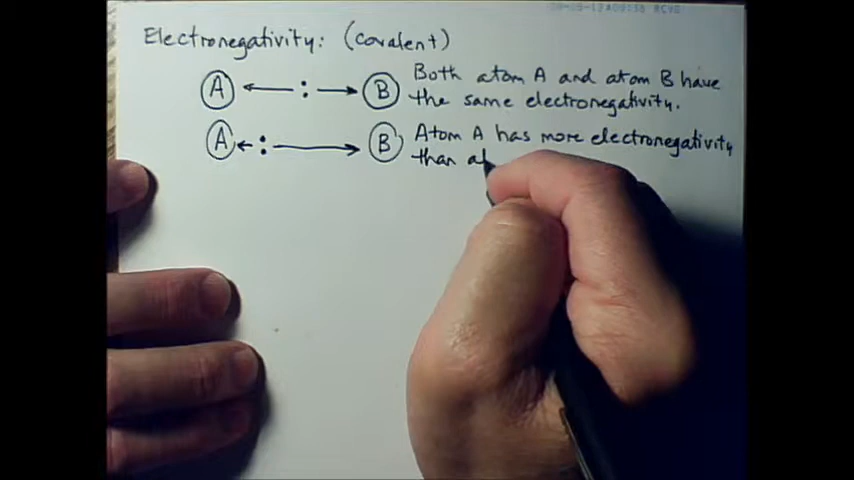 Electronegativity: (covalent)
A ← : → B Both atom A and atom B have
the same electronegativity.
A ← : → B Atom A has more electronegativity
than